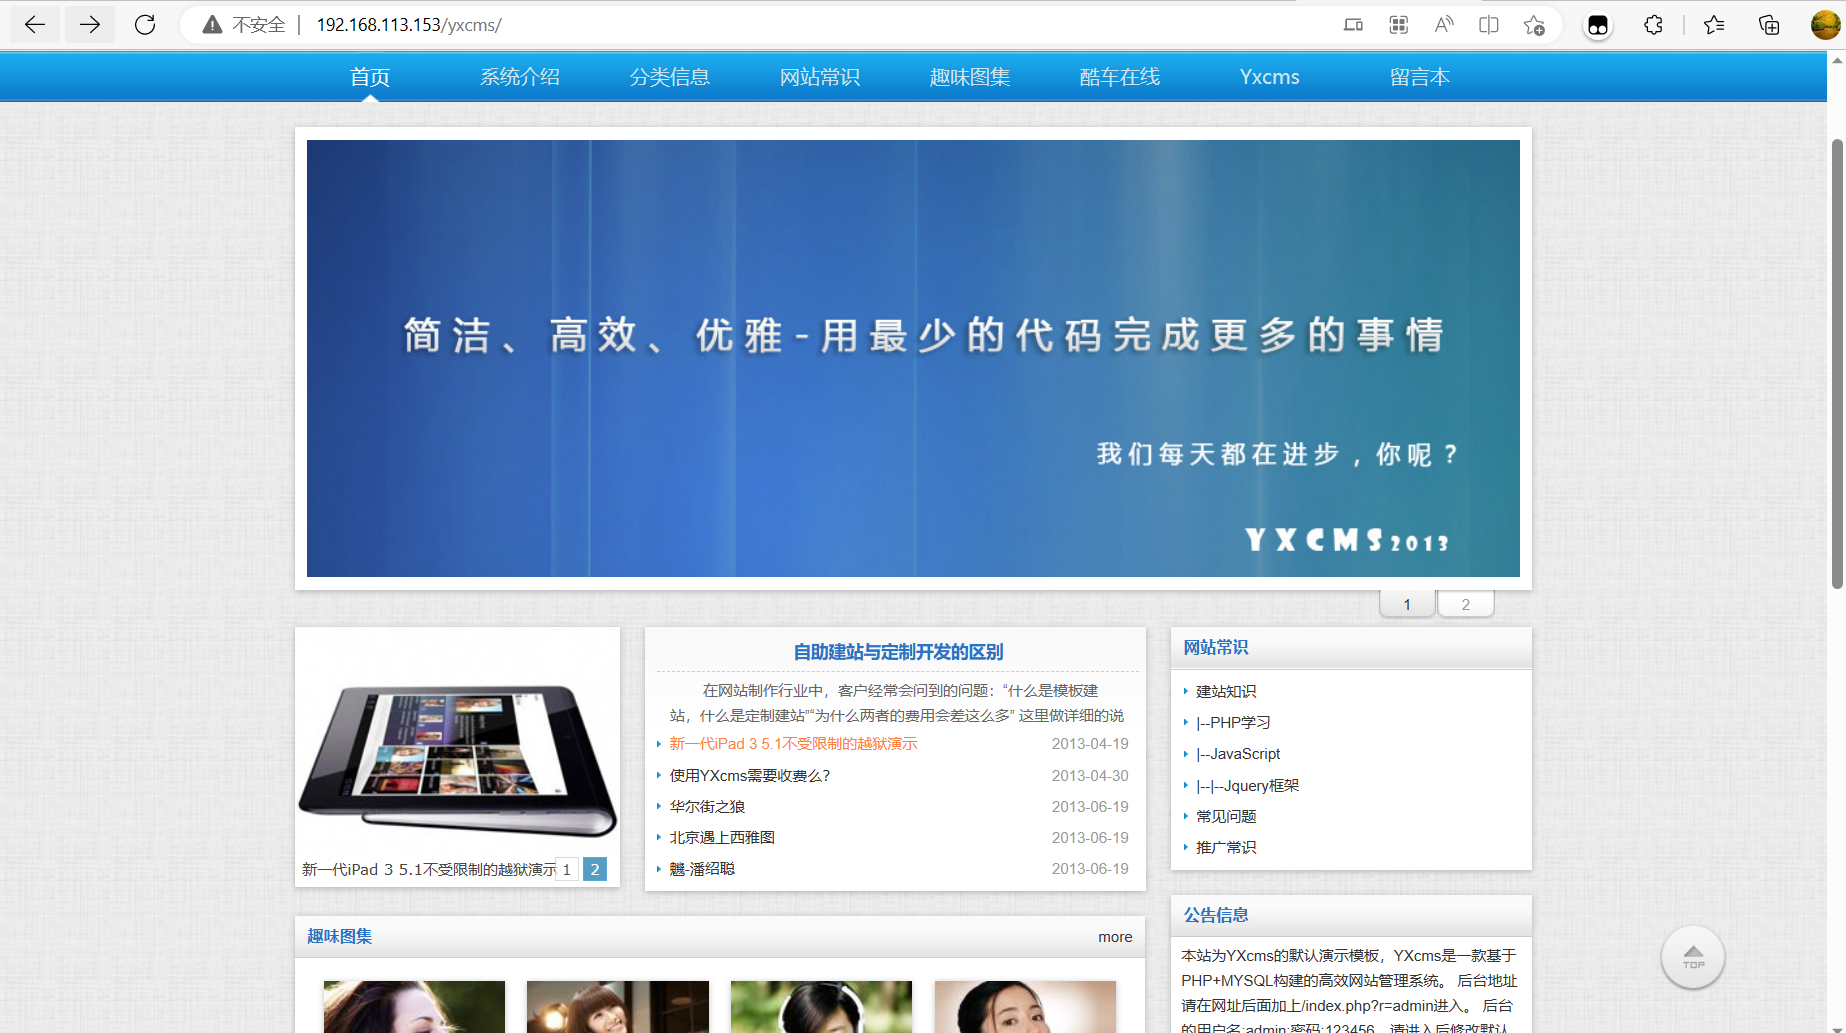 不安全 | 192.168.113.153/yxcms/
首页 系统介绍 分类信息 网站常识 趣味图集 酷车在线 Yxcms 留言本
简洁、高效、优雅-用最少的代码完成更多的事情
我们每天都在进步，你呢？
YXCMS2013
1 2
新一代iPad 3 5.1不受限制的越狱演示 1 2
自助建站与定制开发的区别
在网站制作行业中，客户经常会问到的问题：“什么是模板建
站，什么是定制建站”“为什么两者的费用会差这么多” 这里做详细的说
新一代iPad 3 5.1不受限制的越狱演示 2013-04-19
使用YXcms需要收费么? 2013-04-30
华尔街之狼 2013-06-19
北京遇上西雅图 2013-06-19
魑-潘绍聪 2013-06-19
网站常识
建站知识
|--PHP学习
|--JavaScript
|--|--Jquery框架
常见问题
推广常识
趣味图集 more
公告信息
本站为YXcms的默认演示模板，YXcms是一款基于
PHP+MYSQL构建的高效网站管理系统。 后台地址
请在网址后面加上/index.php?r=admin进入。 后台
的用户名:admin;密码:123456，请进入后修改默认
TOP